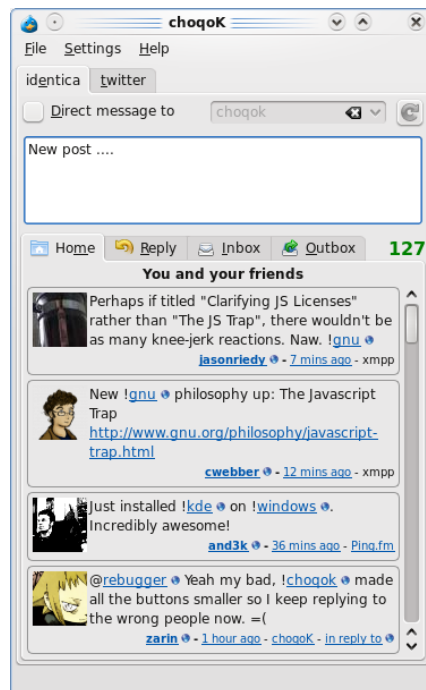 choqoK
File Settings Help
identica twitter
Direct message to choqok
New post ....
Home Reply Inbox Outbox 127
You and your friends
Perhaps if titled "Clarifying JS Licenses"
rather than "The JS Trap", there wouldn't be
as many knee-jerk reactions. Naw. !gnu
jasonriedy - 7 mins ago - xmpp
New !gnu philosophy up: The Javascript
Trap
http://www.gnu.org/philosophy/javascript-
trap.html
cwebber - 12 mins ago - xmpp
Just installed !kde on !windows.
Incredibly awesome!
and3k - 36 mins ago - Ping.fm
@rebugger Yeah my bad, !choqok made
all the buttons smaller so I keep replying to
the wrong people now. =(
zarin - 1 hour ago - choqoK - in reply to